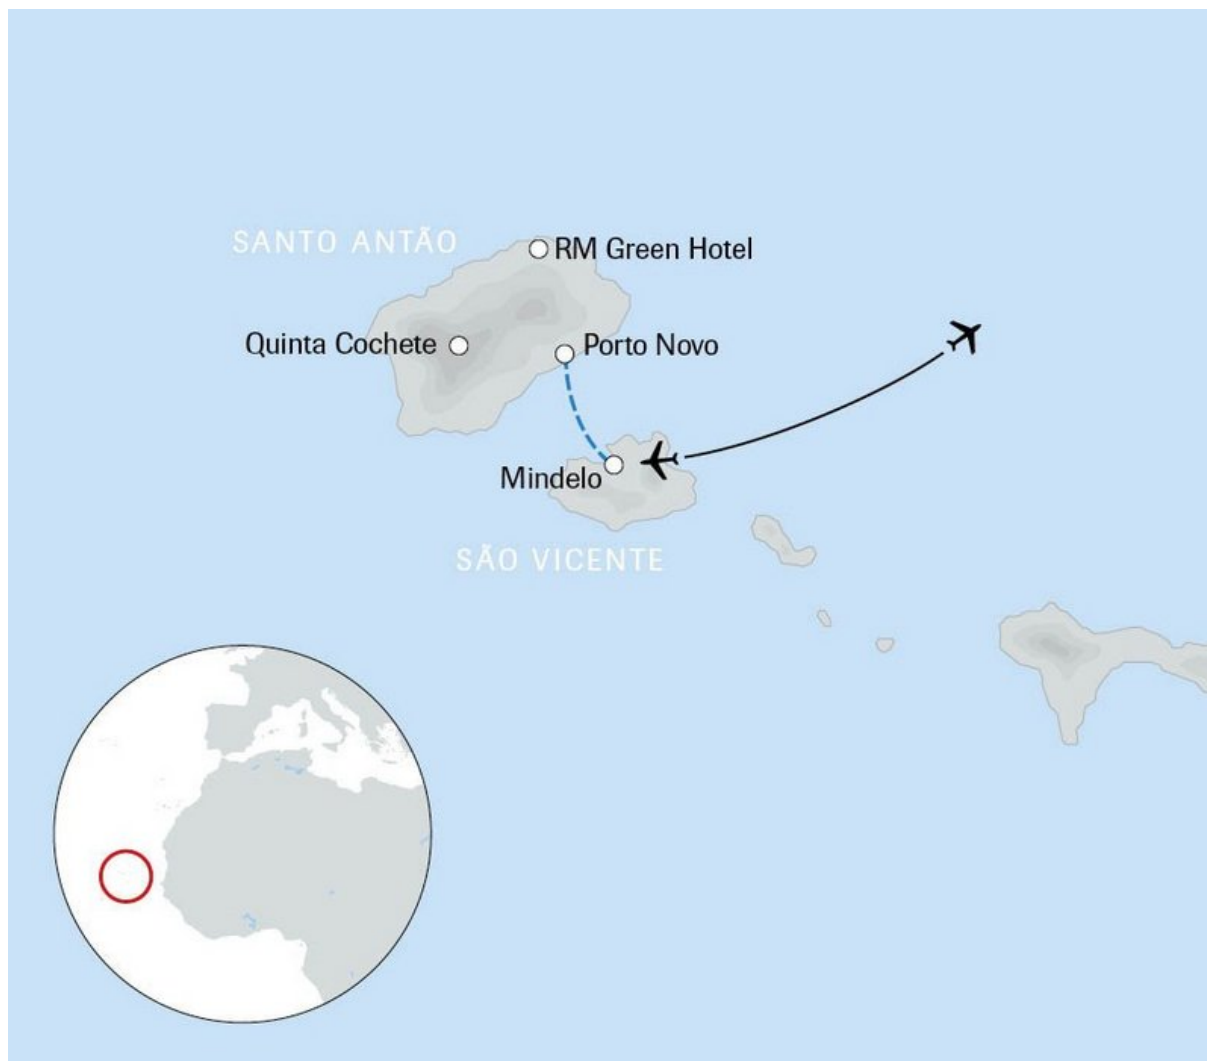 SANTO ANTÃO
RM Green Hotel
Quinta Cochete
Porto Novo
Mindelo
SÃO VICENTE